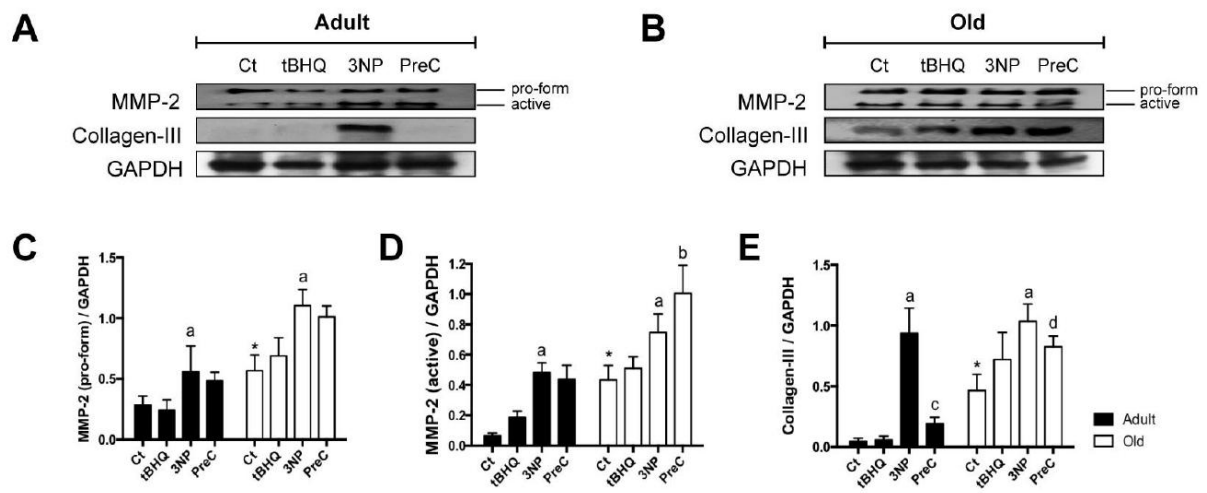 A
Adult
Ct tBHQ 3NP PreC
MMP-2
pro-form
active
Collagen-III
GAPDH
B
Old
Ct tBHQ 3NP PreC
MMP-2
pro-form
active
Collagen-III
GAPDH
C
MMP-2 (pro-form) / GAPDH
1.5
1.0
0.5
0.0
a
*
a
Ct tBHQ 3NP PreC Ct tBHQ 3NP PreC
D
MMP-2 (active) / GAPDH
1.2
1.0
0.8
0.6
0.4
0.2
0.0
a
*
a
b
Ct tBHQ 3NP PreC Ct tBHQ 3NP PreC
E
Collagen-III / GAPDH
1.5
1.0
0.5
0.0
a
c
*
a
d
Ct tBHQ 3NP PreC Ct tBHQ 3NP PreC
Adult
Old